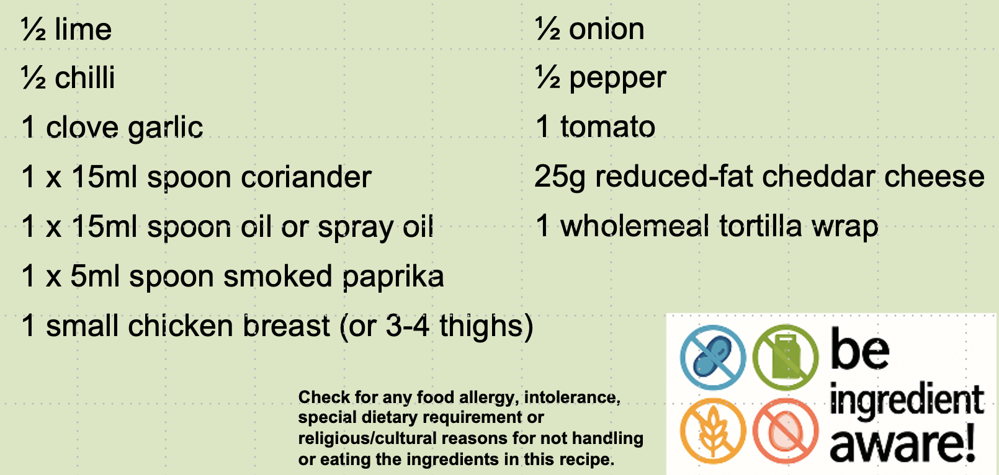 ½ lime
½ chilli
1 clove garlic
1 x 15ml spoon coriander
1 x 15ml spoon oil or spray oil
1 x 5ml spoon smoked paprika
1 small chicken breast (or 3-4 thighs)
½ onion
½ pepper
1 tomato
25g reduced-fat cheddar cheese
1 wholemeal tortilla wrap
Check for any food allergy, intolerance,
special dietary requirement or
religious/cultural reasons for not handling
or eating the ingredients in this recipe.
be
ingredient
aware!